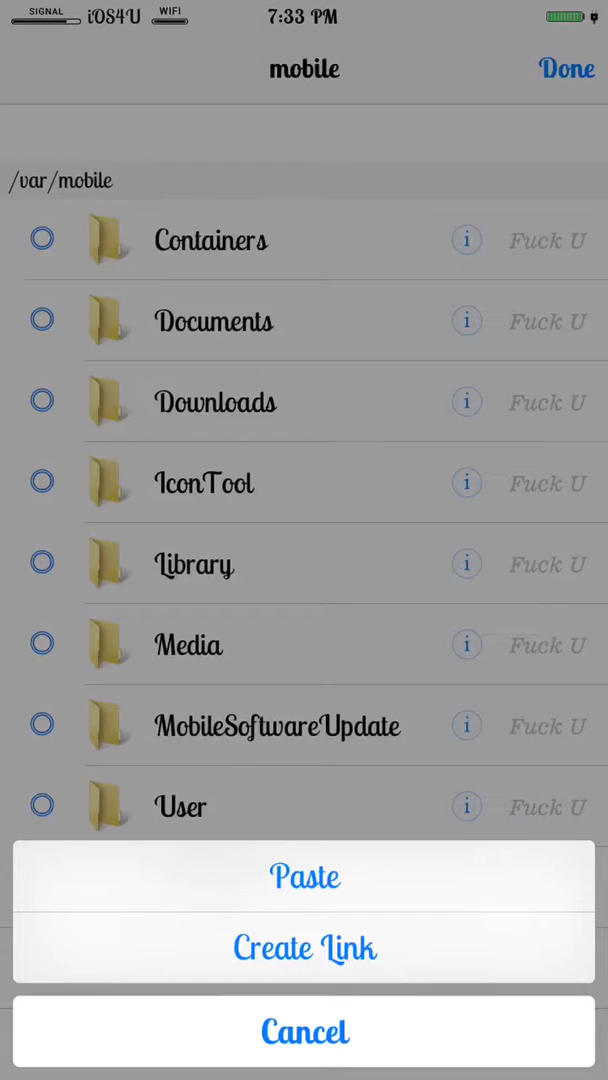 SIGNAL iOS4U WIFI 7:33 PM
mobile Done
/var/mobile
Containers i Fuck U
Documents i Fuck U
Downloads i Fuck U
IconTool i Fuck U
Library i Fuck U
Media i Fuck U
MobileSoftwareUpdate i Fuck U
User i Fuck U
Paste
Create Link
Cancel